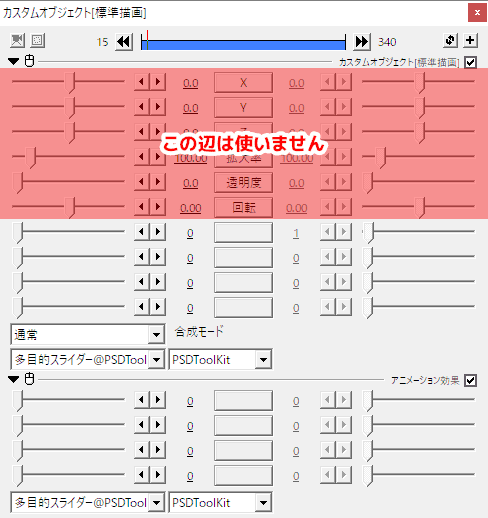 カスタムオブジェクト[標準描画]
15 340
カスタムオブジェクト[標準描画]
0.0 X 0.0
0.0 Y 0.0
この辺は使いません
100.00 拡大率 100.00
0.0 透明度 0.0
0.00 回転 0.00
0 1
0 0
0 0
0 0
通常 合成モード
多目的スライダー@PSDTool PSDToolKit
アニメーション効果
0 0
0 0
0 0
0 0
多目的スライダー@PSDTool PSDToolKit